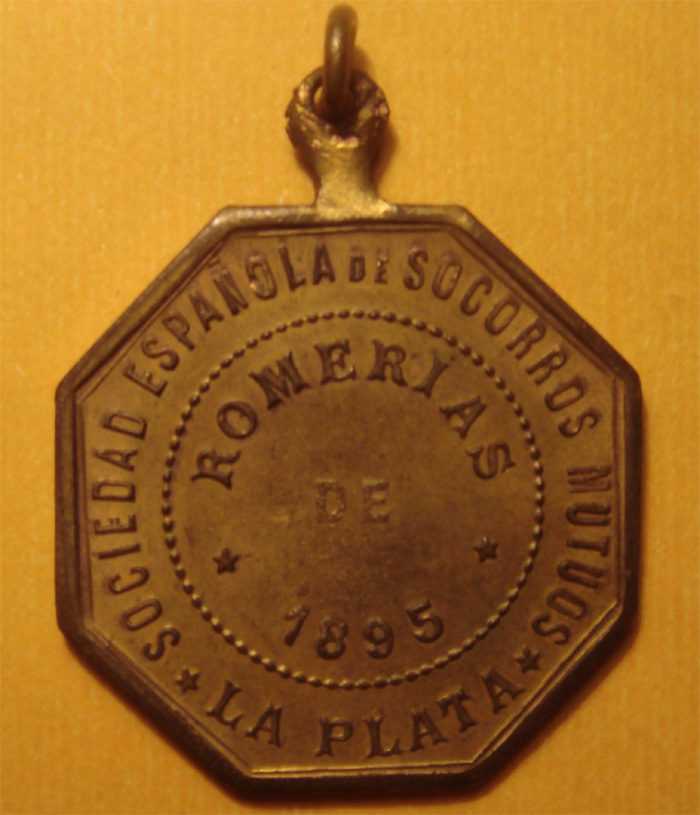 SOCIEDAD ESPAÑOLA DE SOCORROS MUTUOS
★ LA PLATA ★
ROMERIAS
DE
★ 1895 ★